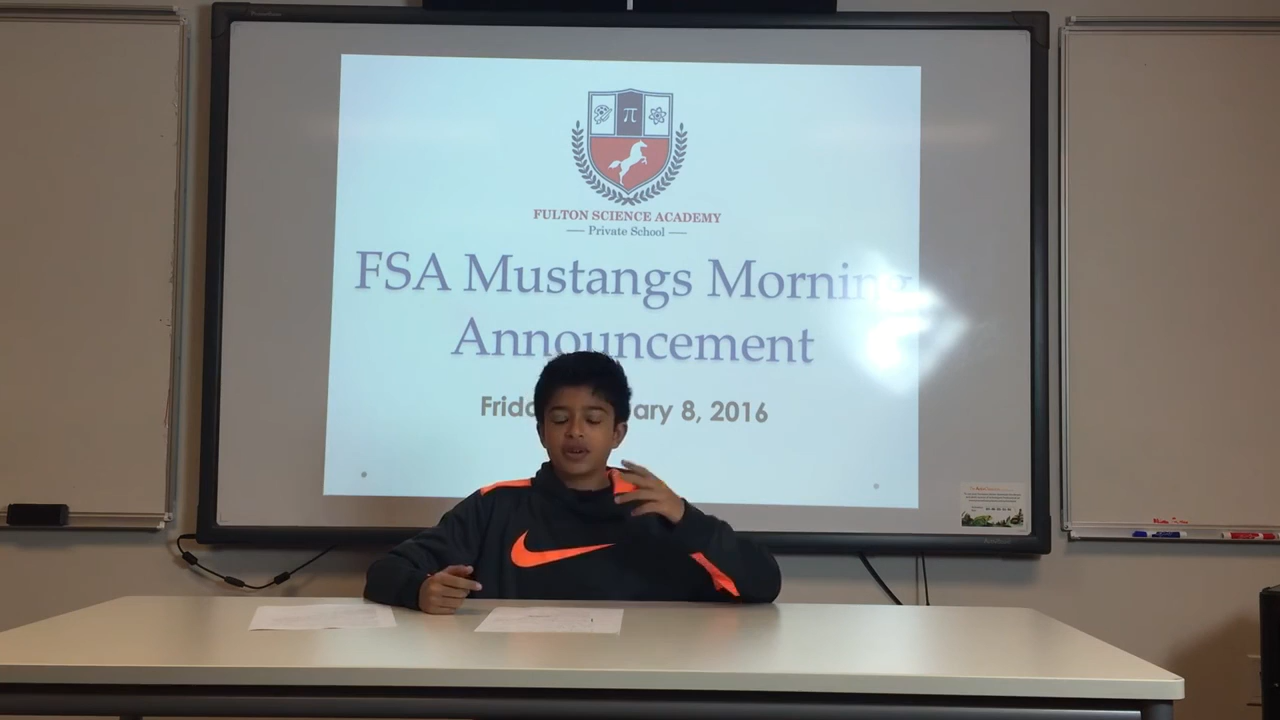 π
FULTON SCIENCE ACADEMY
Private School
FSA Mustangs Morning
Announcement
8, 2016